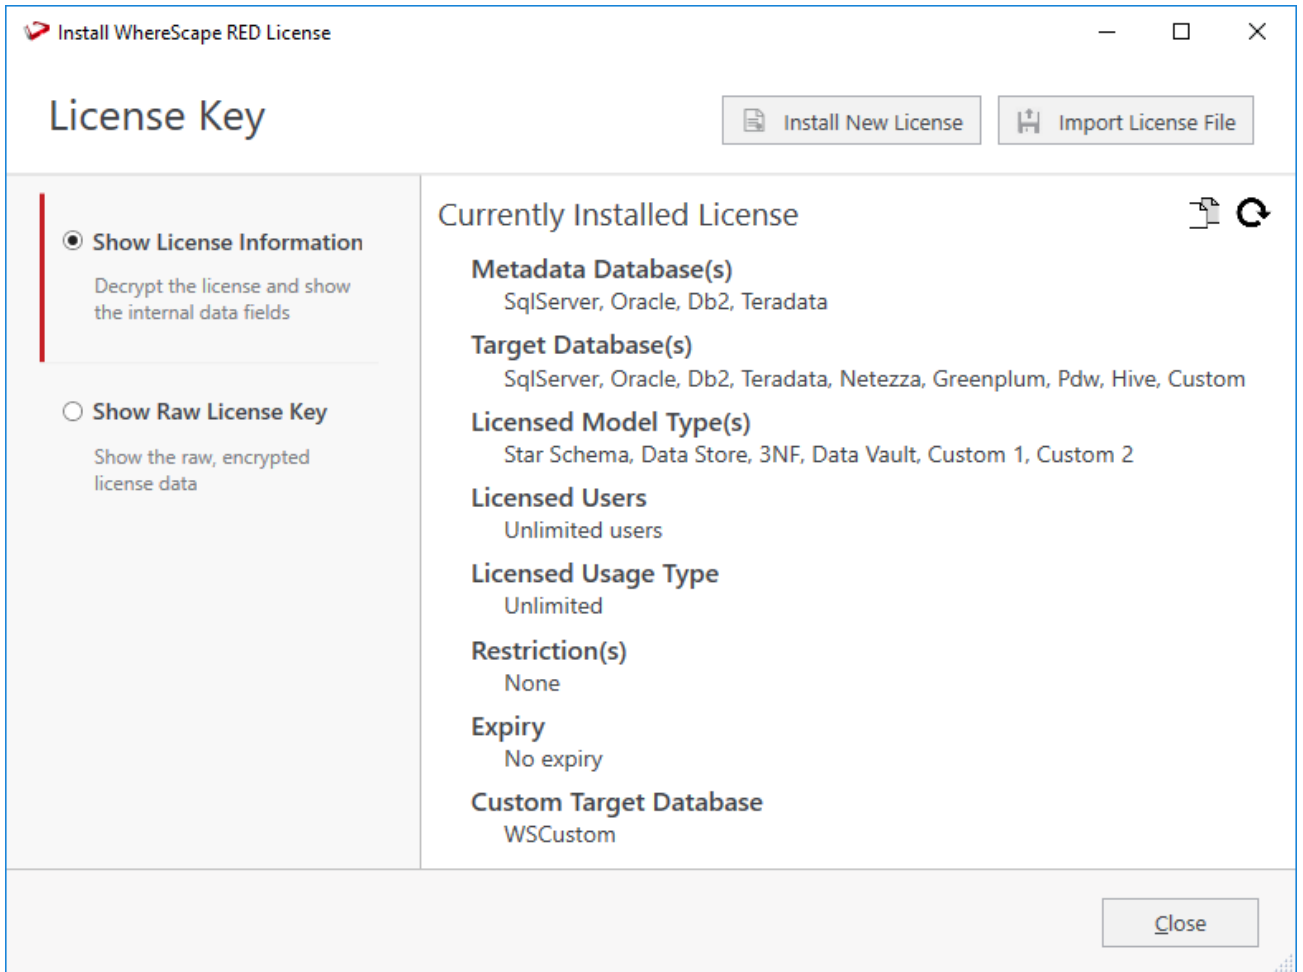 Install WhereScape RED License
License Key
Install New License
Import License File
Show License Information
Decrypt the license and show
the internal data fields
Show Raw License Key
Show the raw, encrypted
license data
Currently Installed License
Metadata Database(s)
SqlServer, Oracle, Db2, Teradata
Target Database(s)
SqlServer, Oracle, Db2, Teradata, Netezza, Greenplum, Pdw, Hive, Custom
Licensed Model Type(s)
Star Schema, Data Store, 3NF, Data Vault, Custom 1, Custom 2
Licensed Users
Unlimited users
Licensed Usage Type
Unlimited
Restriction(s)
None
Expiry
No expiry
Custom Target Database
WSCustom
Close